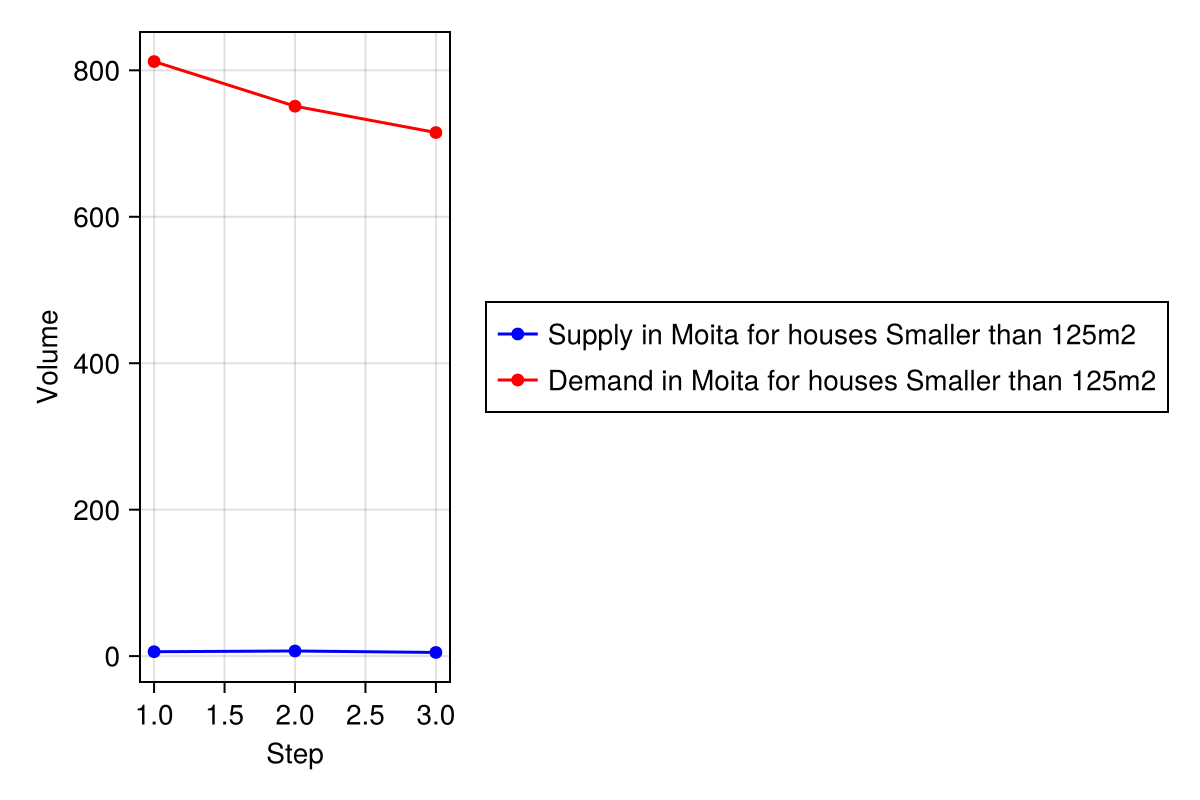 800
600
400
200
0
Volume
1.0 1.5 2.0 2.5 3.0
Step
Supply in Moita for houses Smaller than 125m2
Demand in Moita for houses Smaller than 125m2